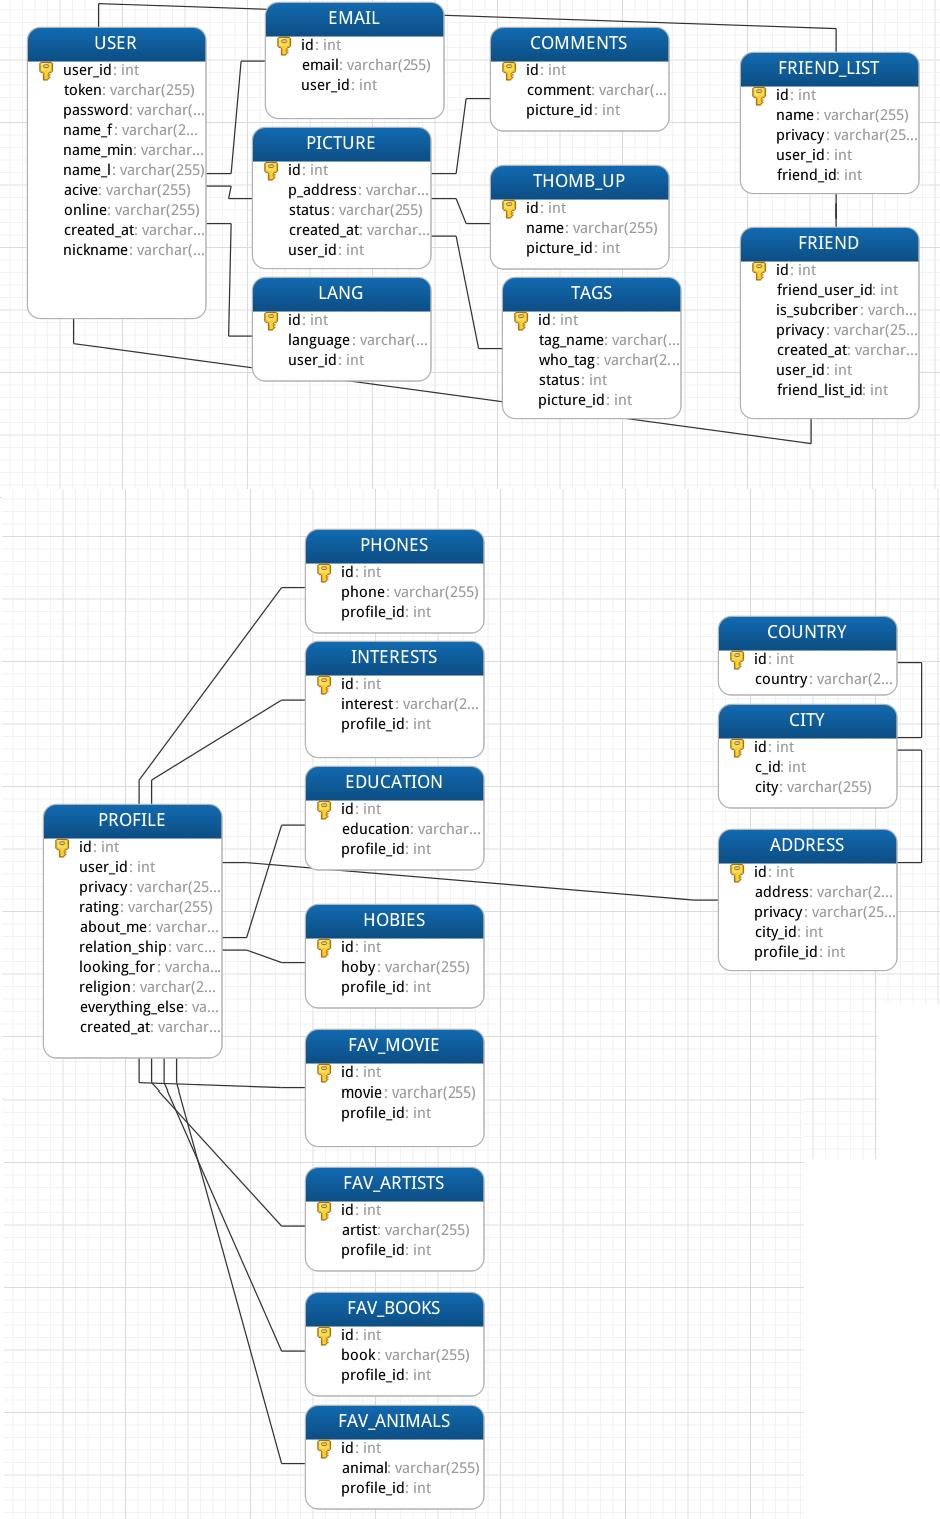 USER
user_id: int
token: varchar(255)
password: varchar(...
name_f: varchar(2...
name_min: varchar...
name_l: varchar(255)
acive: varchar(255)
online: varchar(255)
created_at: varchar...
nickname: varchar(...
EMAIL
id: int
email: varchar(255)
user_id: int
PICTURE
id: int
p_address: varchar...
status: varchar(255)
created_at: varchar...
user_id: int
LANG
id: int
language: varchar(...
user_id: int
COMMENTS
id: int
comment: varchar(...
picture_id: int
THOMB_UP
id: int
name: varchar(255)
picture_id: int
TAGS
id: int
tag_name: varchar(...
who_tag: varchar(2...
status: int
picture_id: int
FRIEND_LIST
id: int
name: varchar(255)
privacy: varchar(25...
user_id: int
friend_id: int
FRIEND
id: int
friend_user_id: int
is_subcriber: varch...
privacy: varchar(25...
created_at: varchar...
user_id: int
friend_list_id: int
PHONES
id: int
phone: varchar(255)
profile_id: int
INTERESTS
id: int
interest: varchar(2...
profile_id: int
EDUCATION
id: int
education: varchar...
profile_id: int
PROFILE
id: int
user_id: int
privacy: varchar(25...
rating: varchar(255)
about_me: varchar...
relation_ship: varc...
looking_for: varcha...
religion: varchar(2...
everything_else: va...
created_at: varchar...
HOBIES
id: int
hoby: varchar(255)
profile_id: int
FAV_MOVIE
id: int
movie: varchar(255)
profile_id: int
FAV_ARTISTS
id: int
artist: varchar(255)
profile_id: int
FAV_BOOKS
id: int
book: varchar(255)
profile_id: int
FAV_ANIMALS
id: int
animal: varchar(255)
profile_id: int
COUNTRY
id: int
country: varchar(2...
CITY
id: int
c_id: int
city: varchar(255)
ADDRESS
id: int
address: varchar(2...
privacy: varchar(25...
city_id: int
profile_id: int